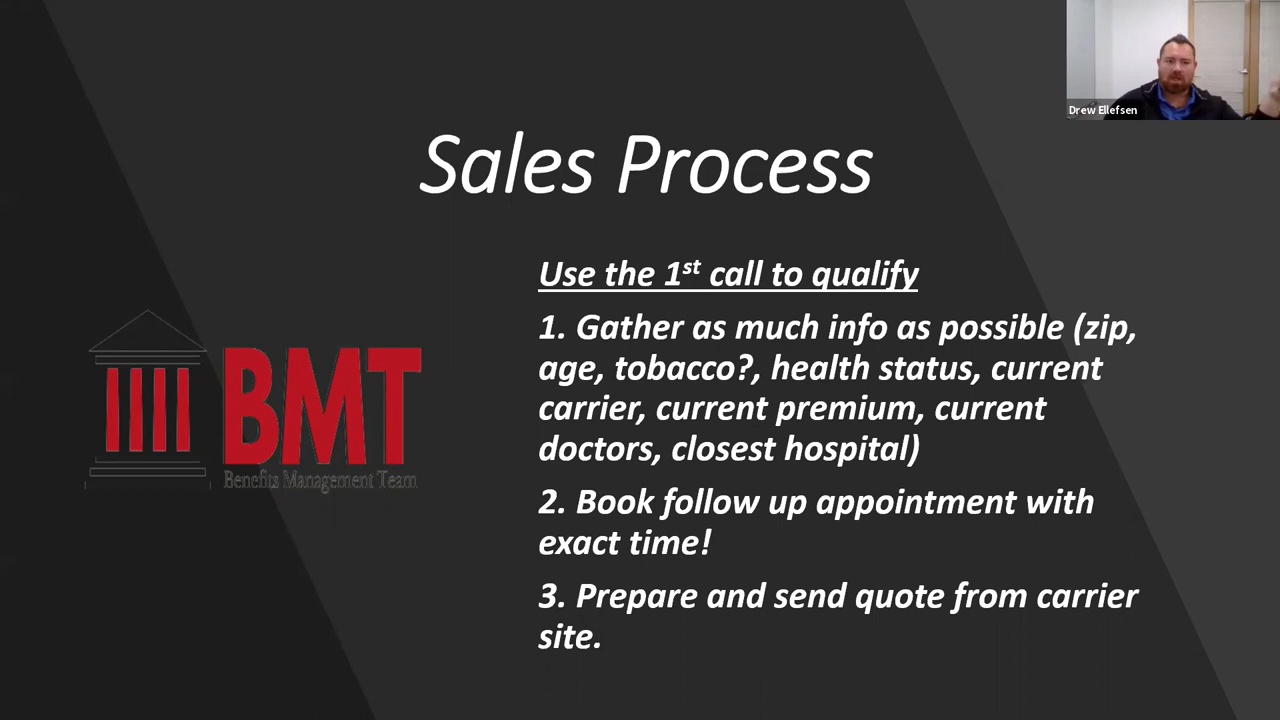 Drew Ellefsen
Sales Process
Use the 1st call to qualify
1. Gather as much info as possible (zip,
age, tobacco?, health status, current
carrier, current premium, current
doctors, closest hospital)
BMT
Benefits Management Team
2. Book follow up appointment with
exact time!
3. Prepare and send quote from carrier
site.